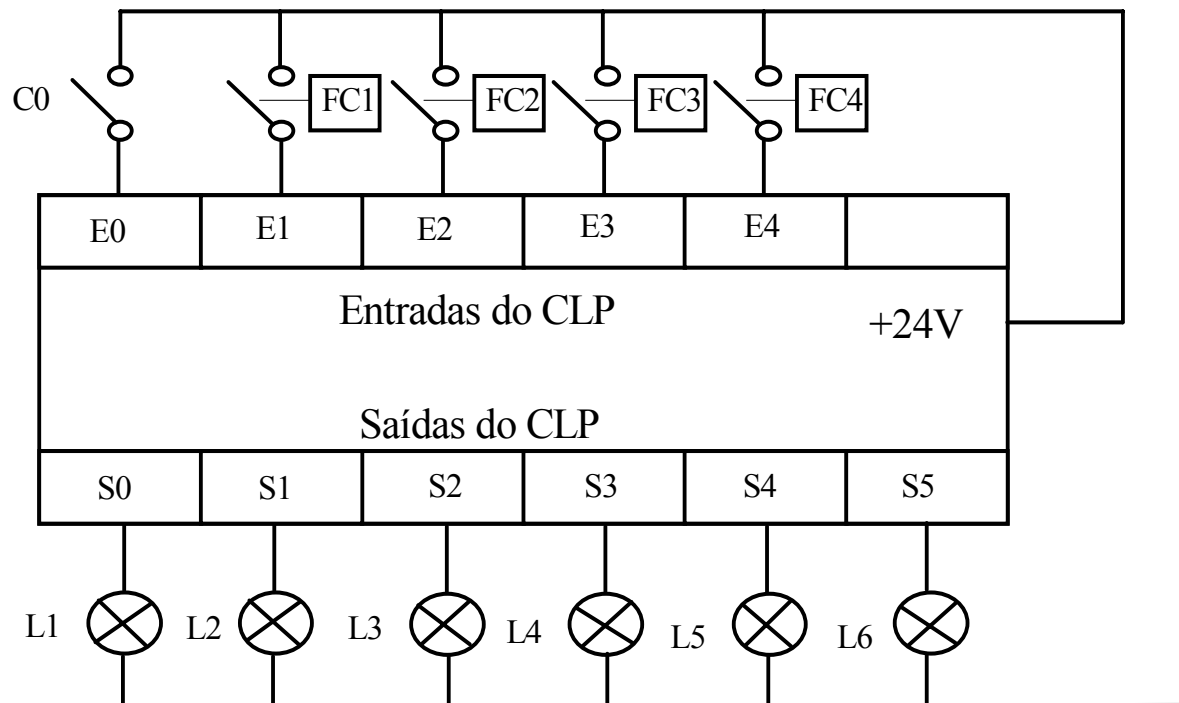 C0 FC1 FC2 FC3 FC4
E0 E1 E2 E3 E4
Entradas do CLP
+24V
Saídas do CLP
S0 S1 S2 S3 S4 S5
L1 L2 L3 L4 L5 L6